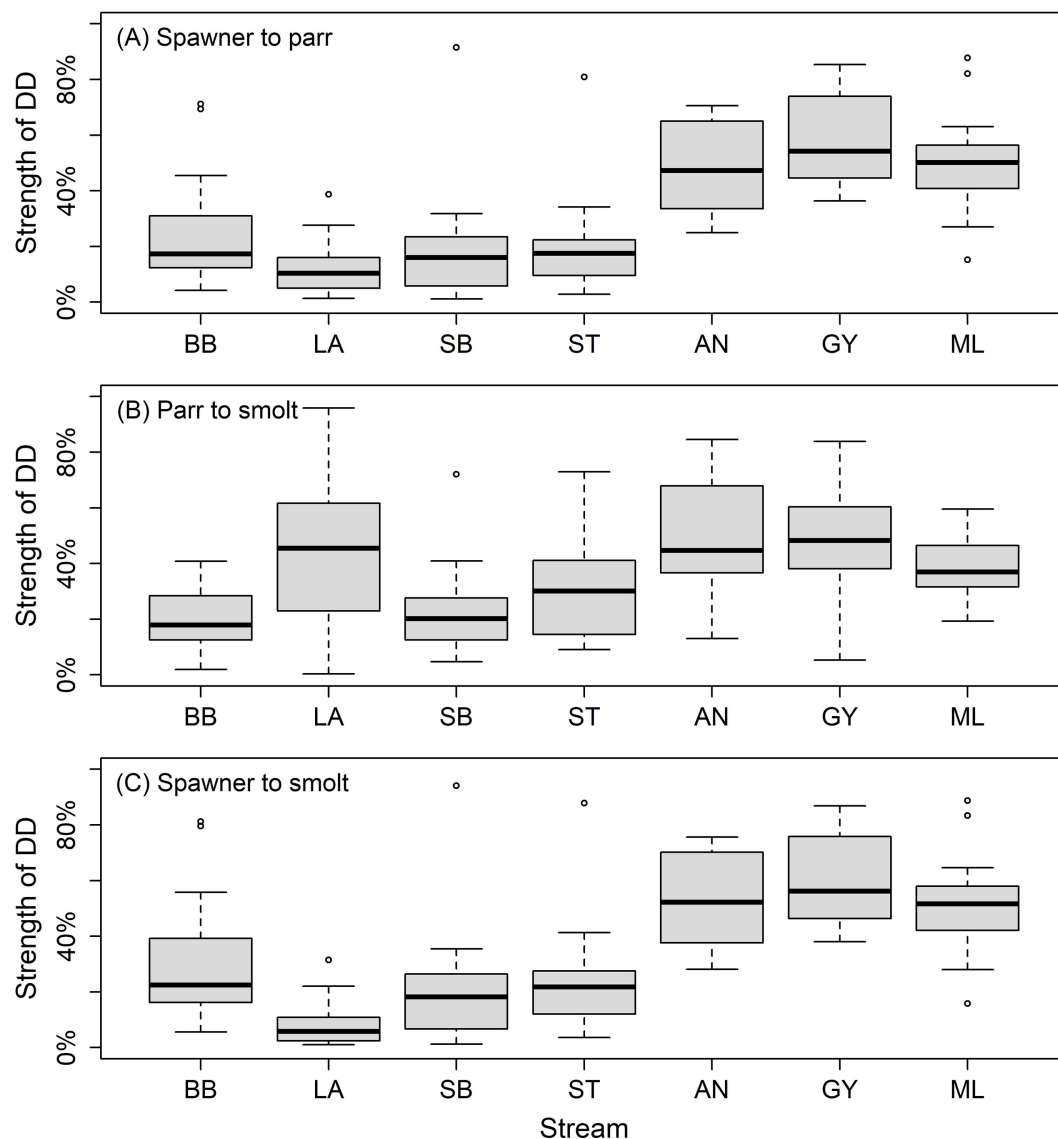 (A) Spawner to parr
Strength of DD
80%
40%
0%
BB LA SB ST AN GY ML
(B) Parr to smolt
Strength of DD
80%
40%
0%
BB LA SB ST AN GY ML
(C) Spawner to smolt
Strength of DD
80%
40%
0%
BB LA SB ST AN GY ML
Stream